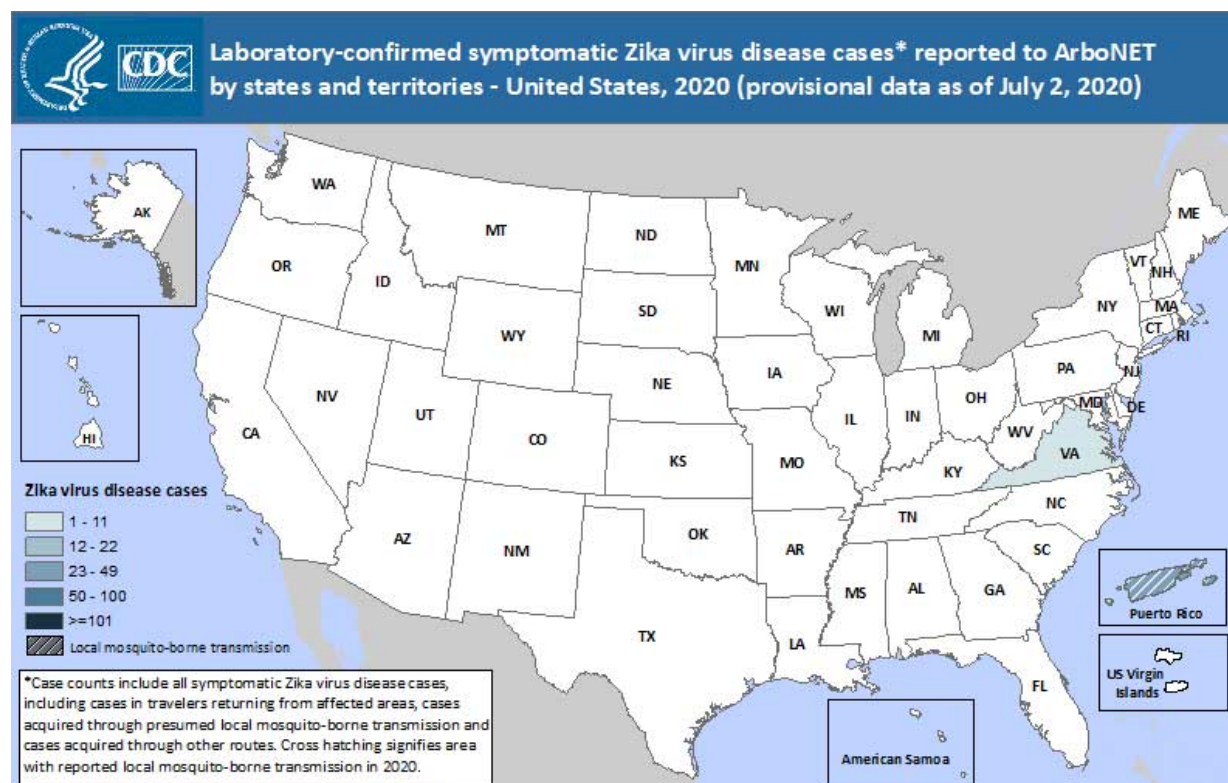 CDC
Laboratory-confirmed symptomatic Zika virus disease cases* reported to ArboNET
by states and territories - United States, 2020 (provisional data as of July 2, 2020)
AK
WA
MT
ND
MN
ME
VT
NH
OR
ID
SD
WI
NY
MA
CT
RI
WY
MI
IA
PA
NJ
NE
NV
UT
OH
MD
DE
IL
IN
HI
CA
CO
WV
VA
KS
MO
KY
Zika virus disease cases
1 - 11
12 - 22
23 - 49
50 - 100
>=101
Local mosquito-borne transmission
NC
TN
AZ
NM
OK
AR
SC
MS
AL
GA
Puerto Rico
TX
LA
FL
US Virgin
Islands
American Samoa
*Case counts include all symptomatic Zika virus disease cases,
including cases in travelers returning from affected areas, cases
acquired through presumed local mosquito-borne transmission and
cases acquired through other routes. Cross hatching signifies area
with reported local mosquito-borne transmission in 2020.